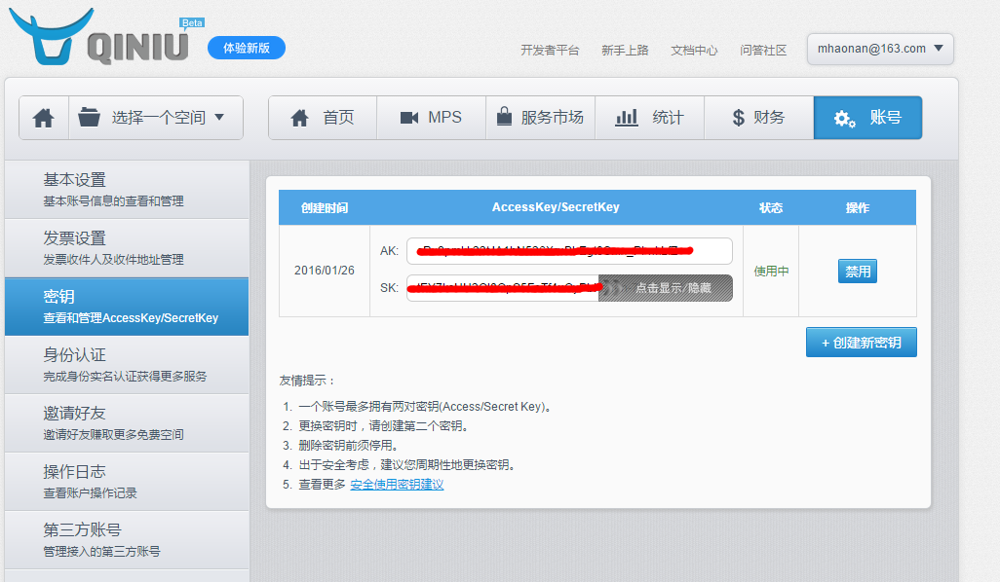 QINIU
Beta
体验新版
开发者平台 新手上路 文档中心 问答社区 mhaonan@163.com
选择一个空间 首页 MPS 服务市场 统计 $ 财务 账号
基本设置
基本账号信息的查看和管理
发票设置
发票收件人及收件地址管理
密钥
查看和管理AccessKey/SecretKey
身份认证
完成身份实名认证获得更多服务
邀请好友
邀请好友赚取更多免费空间
操作日志
查看账户操作记录
第三方账号
管理接入的第三方账号
创建时间 AccessKey/SecretKey 状态 操作
AK:
2016/01/26 使用中 禁用
SK: 点击显示/隐藏
+ 创建新密钥
友情提示：
1. 一个账号最多拥有两对密钥(Access/Secret Key)。
2. 更换密钥时，请创建第二个密钥。
3. 删除密钥前须停用。
4. 出于安全考虑，建议您周期性地更换密钥。
5. 查看更多 安全使用密钥建议